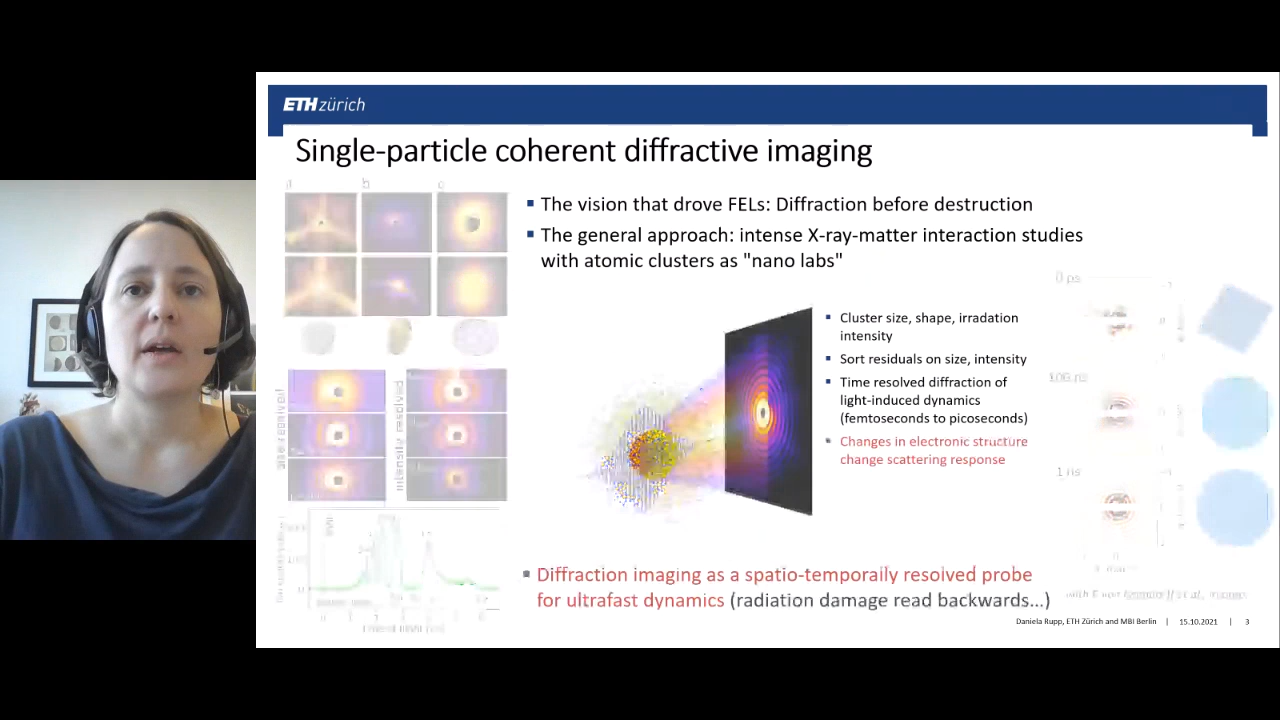 ETH zürich
Single-particle coherent diffractive imaging
a b c
▪ The vision that drove FELs: Diffraction before destruction
▪ The general approach: intense X-ray-matter interaction studies
with atomic clusters as "nano labs"
▪ Cluster size, shape, irradation
intensity
▪ Sort residuals on size, intensity
▪ Time resolved diffraction of
light-induced dynamics
(femtoseconds to picoseconds)
▪ Changes in electronic structure
change scattering response
intensity resolved
0 ps
1 ns
▪ Diffraction imaging as a spatio-temporally resolved probe
for ultrafast dynamics (radiation damage read backwards...)
Daniela Rupp, ETH Zürich and MBI Berlin | 15.10.2021 | 3